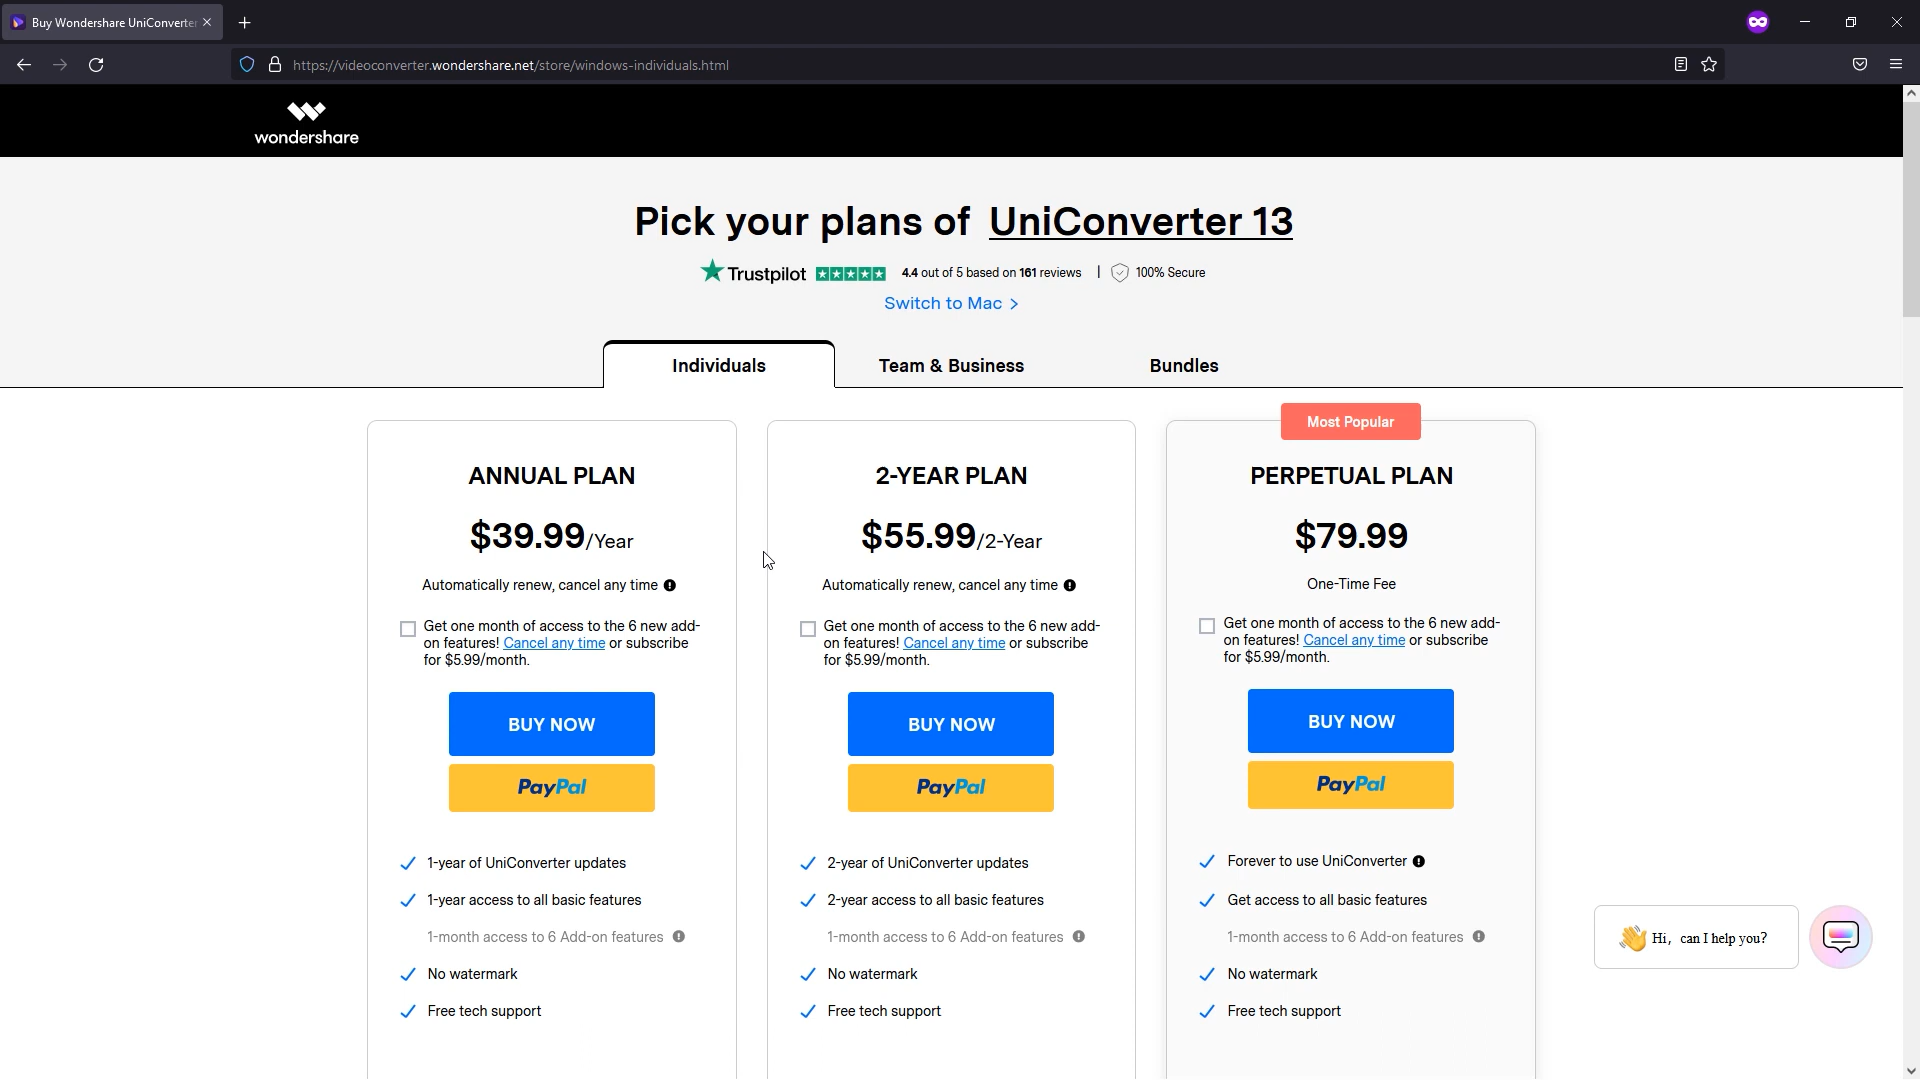 Buy Wondershare UniConverter
https://videoconverter.wondershare.net/store/windows-individuals.html
wondershare
Pick your plans of UniConverter 13
Trustpilot 4.4 out of 5 based on 161 reviews | 100% Secure
Switch to Mac >
Individuals
Team & Business
Bundles
ANNUAL PLAN
$39.99/Year
Automatically renew, cancel any time
Get one month of access to the 6 new add-
on features! Cancel any time or subscribe
for $5.99/month.
BUY NOW
PayPal
1-year of UniConverter updates
1-year access to all basic features
1-month access to 6 Add-on features
No watermark
Free tech support
2-YEAR PLAN
$55.99/2-Year
Automatically renew, cancel any time
Get one month of access to the 6 new add-
on features! Cancel any time or subscribe
for $5.99/month.
BUY NOW
PayPal
2-year of UniConverter updates
2-year access to all basic features
1-month access to 6 Add-on features
No watermark
Free tech support
Most Popular
PERPETUAL PLAN
$79.99
One-Time Fee
Get one month of access to the 6 new add-
on features! Cancel any time or subscribe
for $5.99/month.
BUY NOW
PayPal
Forever to use UniConverter
Get access to all basic features
1-month access to 6 Add-on features
No watermark
Free tech support
Hi, can I help you?